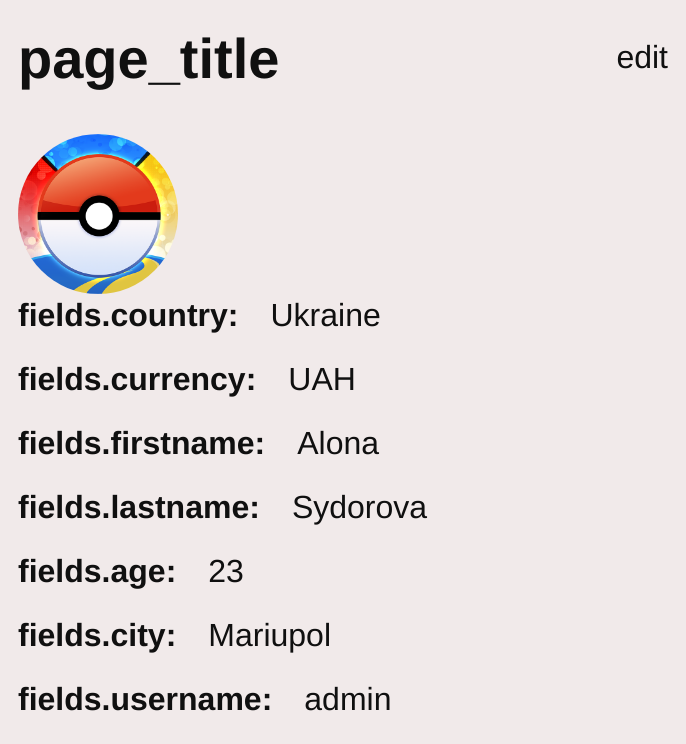 page_title edit
fields.country: Ukraine
fields.currency: UAH
fields.firstname: Alona
fields.lastname: Sydorova
fields.age: 23
fields.city: Mariupol
fields.username: admin